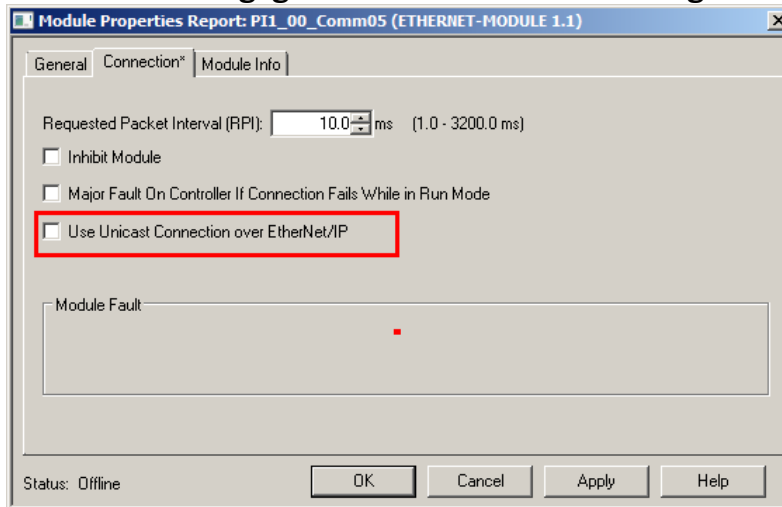 Module Properties Report: PI1_00_Comm05 (ETHERNET-MODULE 1.1)
General Connection* Module Info
Requested Packet Interval (RPI): 10.0 ms (1.0 - 3200.0 ms)
Inhibit Module
Major Fault On Controller If Connection Fails While in Run Mode
Use Unicast Connection over EtherNet/IP
Module Fault
Status: Offline OK Cancel Apply Help